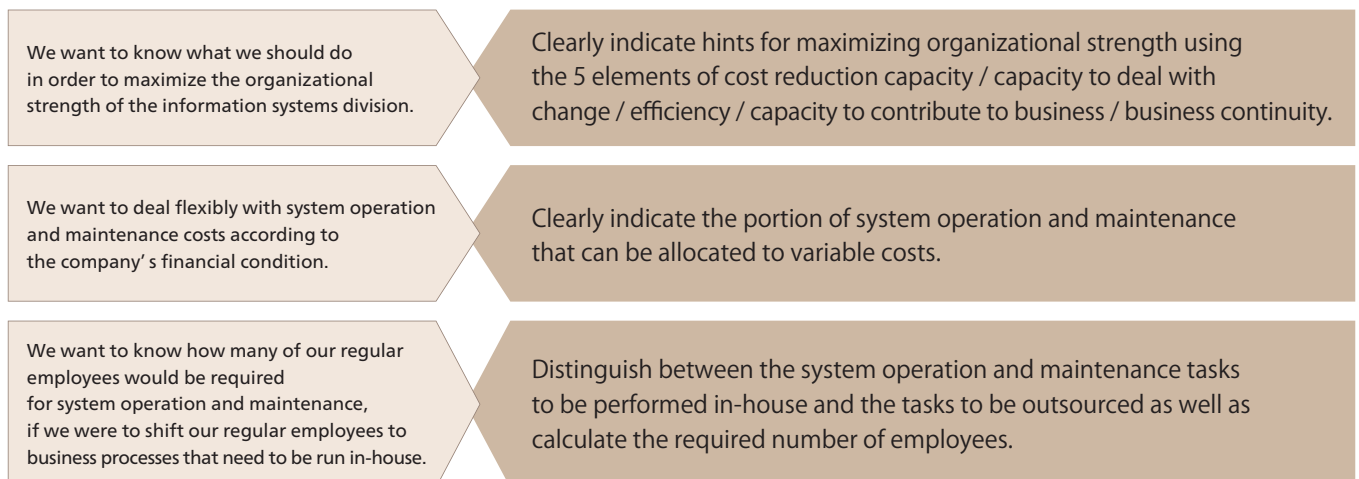 We want to know what we should do
in order to maximize the organizational
strength of the information systems division.
Clearly indicate hints for maximizing organizational strength using
the 5 elements of cost reduction capacity / capacity to deal with
change / efficiency / capacity to contribute to business / business continuity.
We want to deal flexibly with system operation
and maintenance costs according to
the company’ s financial condition.
Clearly indicate the portion of system operation and maintenance
that can be allocated to variable costs.
We want to know how many of our regular
employees would be required
for system operation and maintenance,
if we were to shift our regular employees to
business processes that need to be run in-house.
Distinguish between the system operation and maintenance tasks
to be performed in-house and the tasks to be outsourced as well as
calculate the required number of employees.